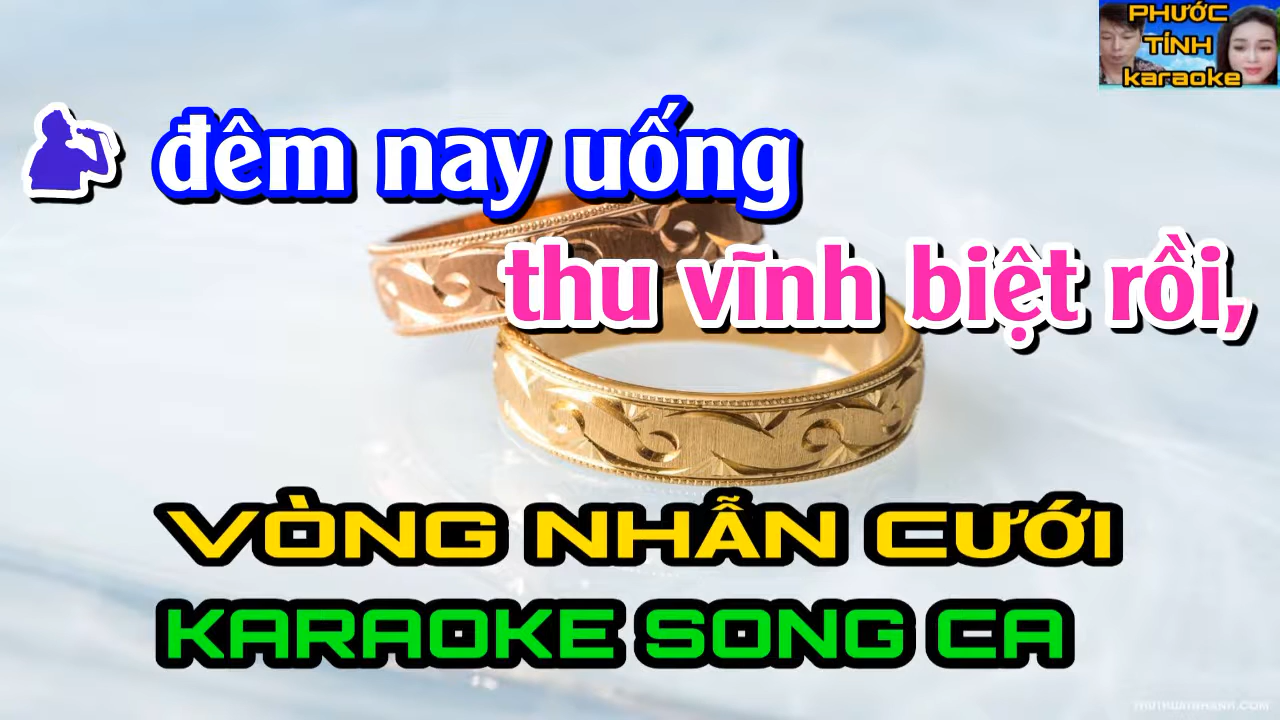 PHƯỚC
TÍNH
karaoke
đêm nay uống
thu vĩnh biệt rồi,
VÒNG NHẪN CƯỚI
KARAOKE SONG CA